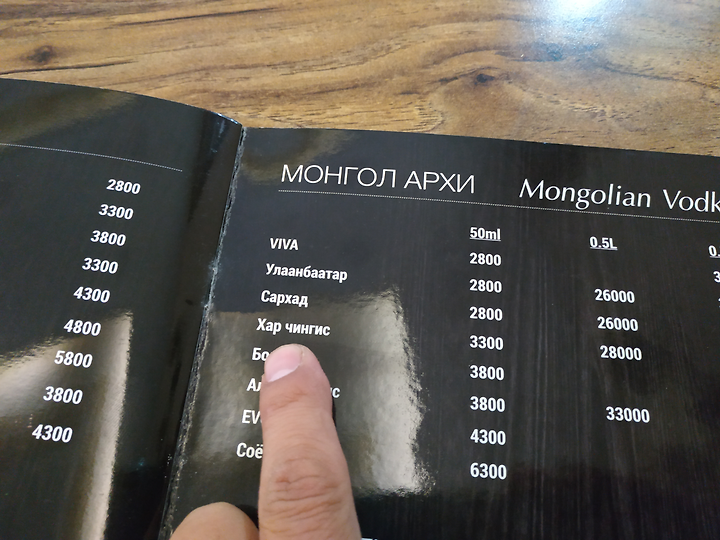 2800
3300
3800
3300
4300
4800
5800
3800
4300
МОНГОЛ АРХИ Mongolian
50ml 0.5L
VIVA 2800
Улаанбаатар 2800 26000
Сархад 2800 26000
Хар чингис 3300 28000
3800
3800 33000
4300
6300